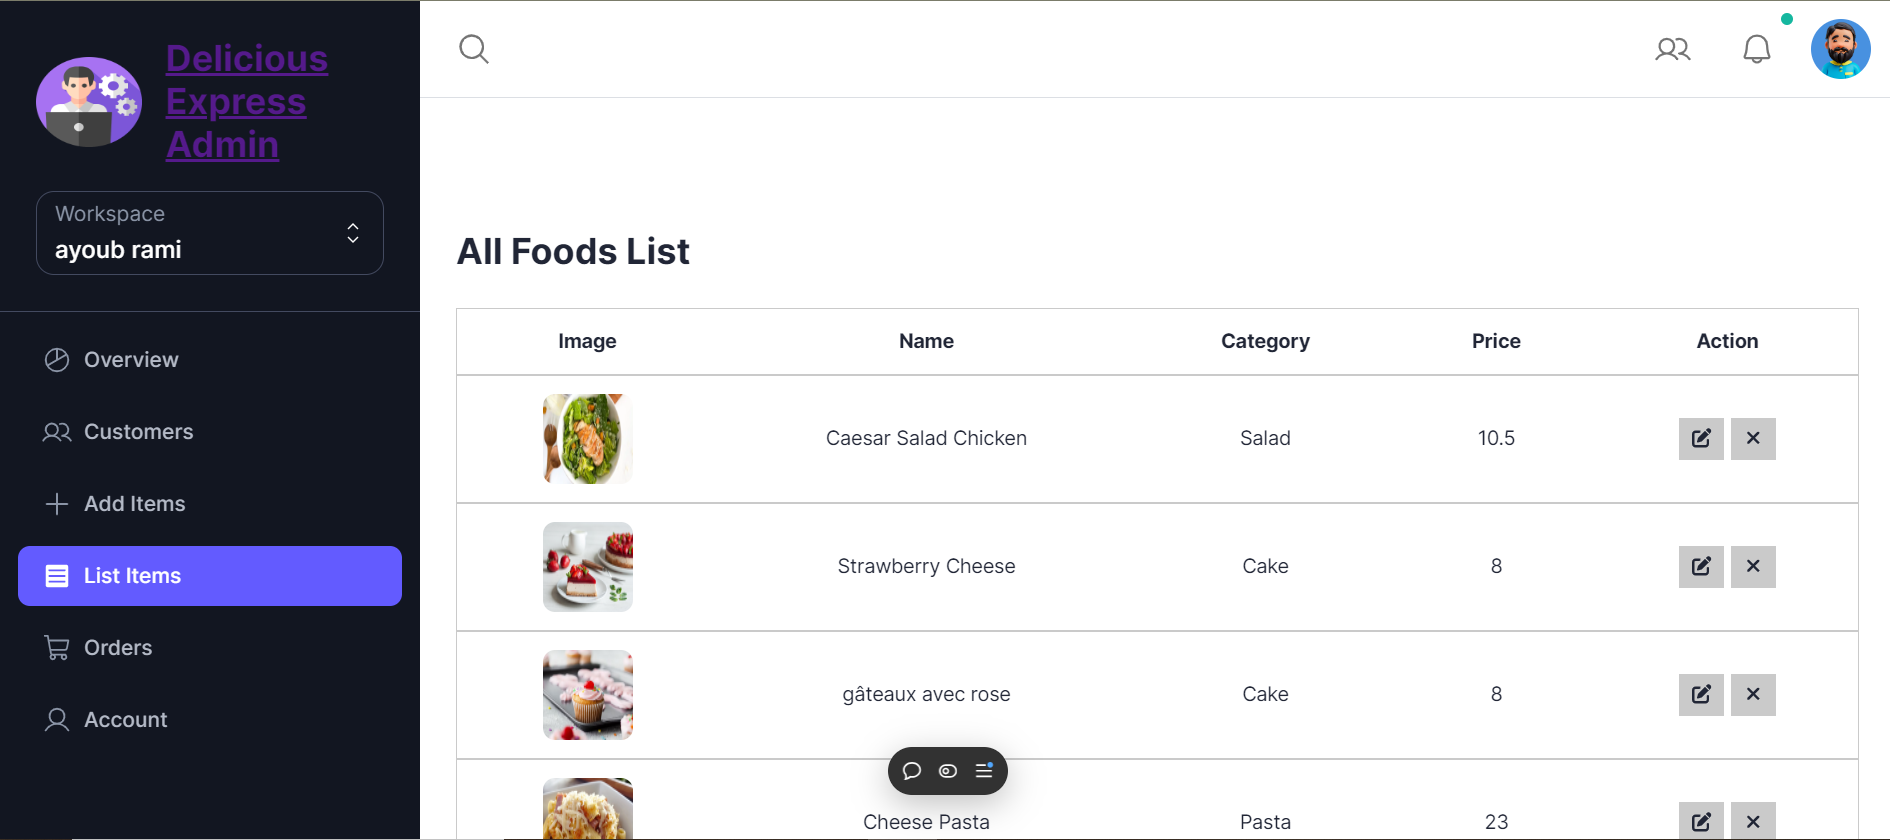 Delicious
Express
Admin
Workspace
ayoub rami
Overview
Customers
Add Items
List Items
Orders
Account
All Foods List
Image Name Category Price Action
Caesar Salad Chicken Salad 10.5
Strawberry Cheese Cake 8
gâteaux avec rose Cake 8
Cheese Pasta Pasta 23